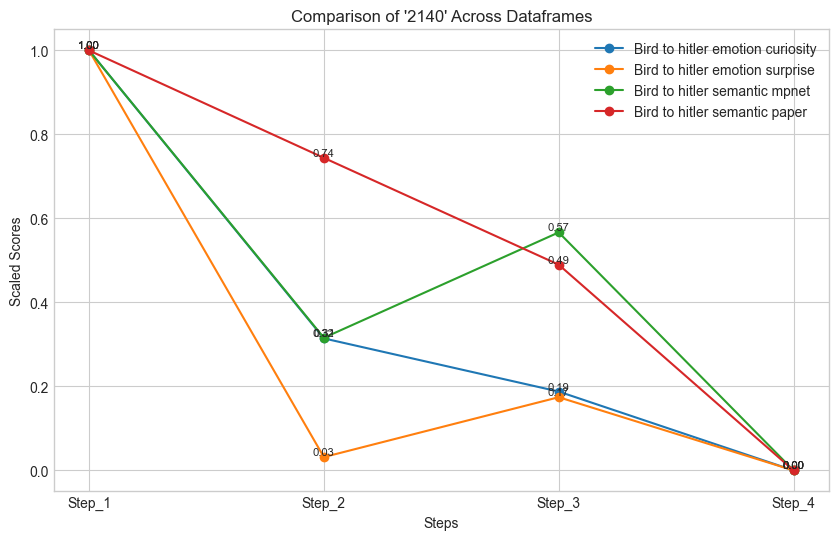 Comparison of '2140' Across Dataframes
Bird to hitler emotion curiosity
Bird to hitler emotion surprise
Bird to hitler semantic mpnet
Bird to hitler semantic paper
Scaled Scores
1.0
0.8
0.6
0.4
0.2
0.0
1.00
0.74
0.03
0.57
0.49
0.19
0.00
Step_1
Step_2
Step_3
Step_4
Steps